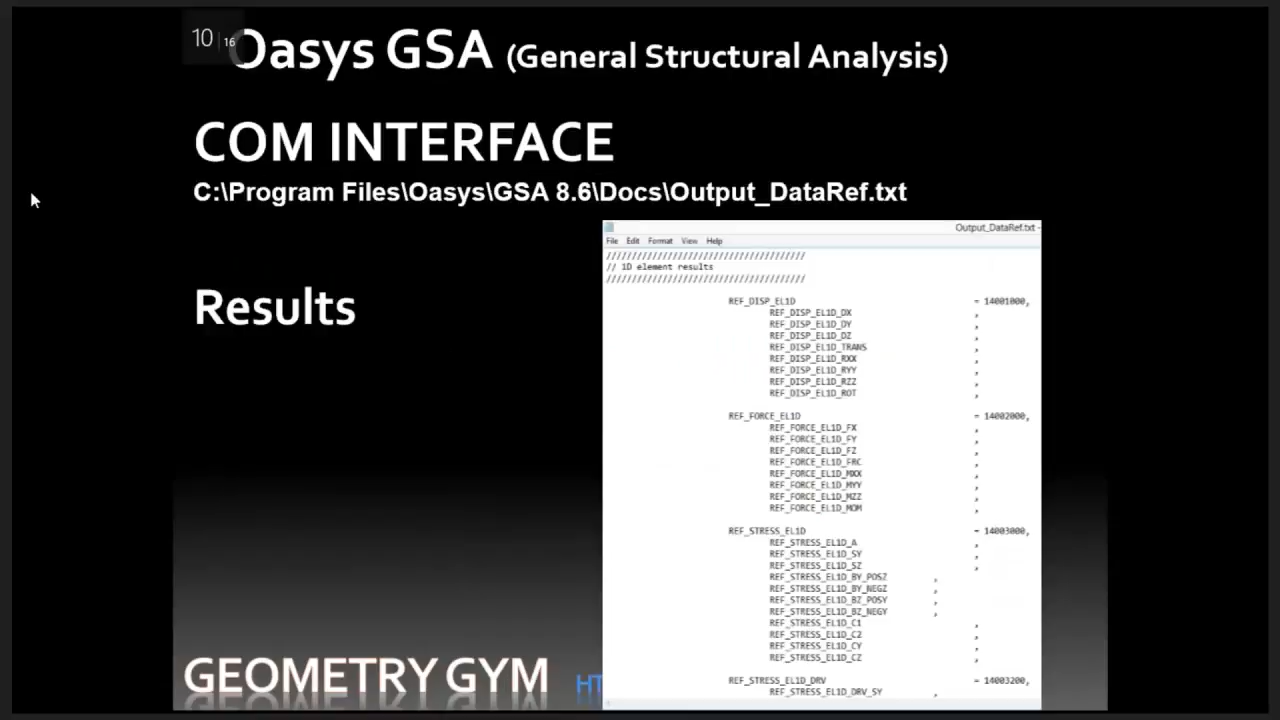 10 | 16
Oasys GSA (General Structural Analysis)
COM INTERFACE
C:\Program Files\Oasys\GSA 8.6\Docs\Output_DataRef.txt
Results
Output_DataRef.txt -
File Edit Format View Help
////////////////////////////////////////
// 1D element results
////////////////////////////////////////
REF_DISP_EL1D = 14001000,
REF_DISP_EL1D_DX ,
REF_DISP_EL1D_DY ,
REF_DISP_EL1D_DZ ,
REF_DISP_EL1D_TRANS ,
REF_DISP_EL1D_RXX ,
REF_DISP_EL1D_RYY ,
REF_DISP_EL1D_RZZ ,
REF_DISP_EL1D_ROT ,
REF_FORCE_EL1D = 14002000,
REF_FORCE_EL1D_FX ,
REF_FORCE_EL1D_FY ,
REF_FORCE_EL1D_FZ ,
REF_FORCE_EL1D_FRC ,
REF_FORCE_EL1D_MXX ,
REF_FORCE_EL1D_MYY ,
REF_FORCE_EL1D_MZZ ,
REF_FORCE_EL1D_MOM ,
REF_STRESS_EL1D = 14003000,
REF_STRESS_EL1D_A ,
REF_STRESS_EL1D_SY ,
REF_STRESS_EL1D_SZ ,
REF_STRESS_EL1D_BY_POSZ ,
REF_STRESS_EL1D_BY_NEGZ ,
REF_STRESS_EL1D_BZ_POSY ,
REF_STRESS_EL1D_BZ_NEGY ,
REF_STRESS_EL1D_C1 ,
REF_STRESS_EL1D_C2 ,
REF_STRESS_EL1D_CY ,
REF_STRESS_EL1D_CZ ,
REF_STRESS_EL1D_DRV = 14003200,
REF_STRESS_EL1D_DRV_SY ,
GEOMETRY GYM HT